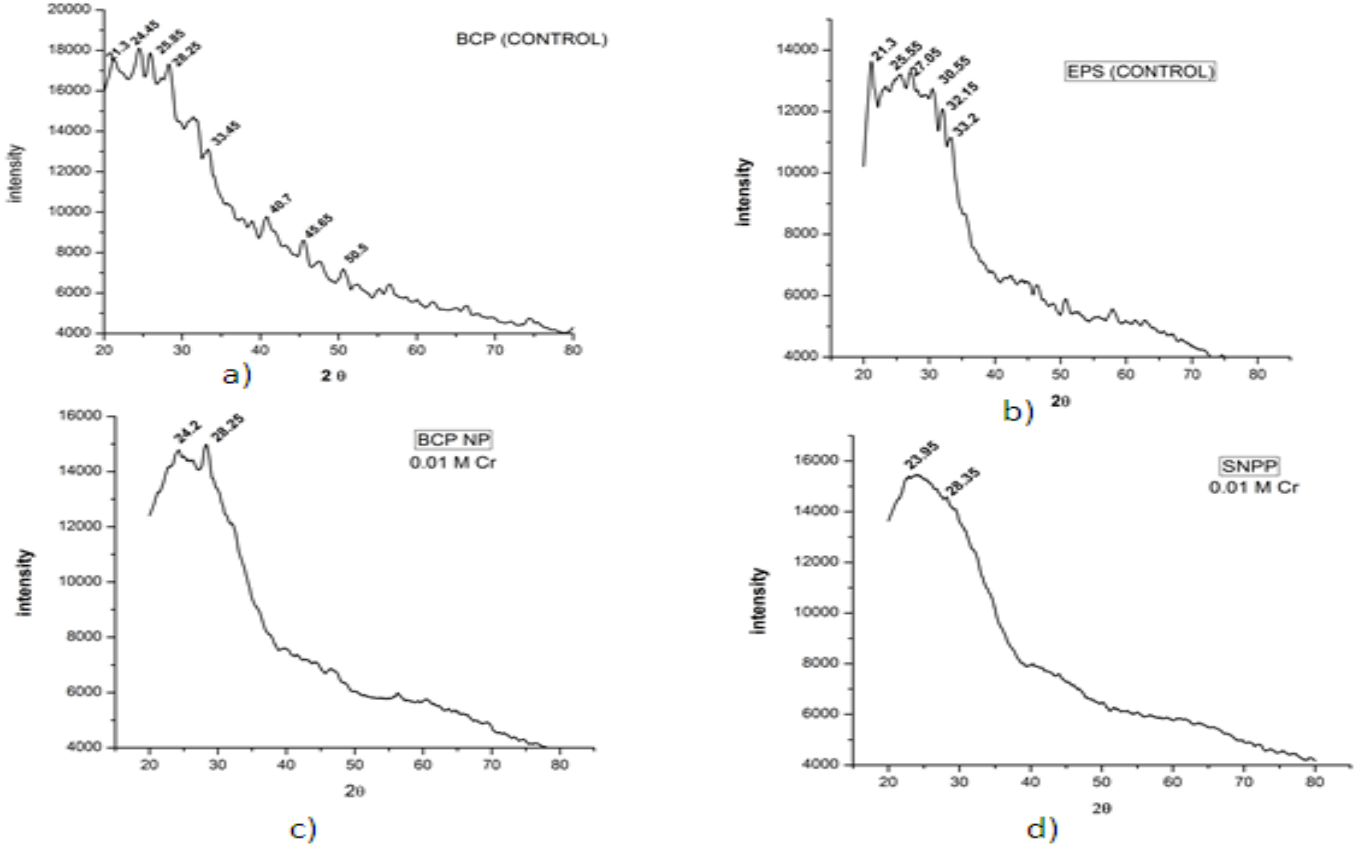 20000
18000
16000
14000
12000
10000
8000
6000
4000
intensity
21.3
24.45
25.85
28.25
33.45
40.7
45.65
50.5
BCP (CONTROL)
20 30 40 50 60 70 80
2 θ
a)
14000
12000
10000
8000
6000
4000
intensity
21.3
25.55
27.05
30.55
32.15
33.2
EPS (CONTROL)
20 30 40 50 60 70 80
2θ
b)
16000
14000
12000
10000
8000
6000
4000
intensity
24.2
28.25
BCP NP
0.01 M Cr
20 30 40 50 60 70 80
2θ
c)
16000
14000
12000
10000
8000
6000
4000
intensity
23.95
28.35
SNPP
0.01 M Cr
20 30 40 50 60 70 80
2θ
d)